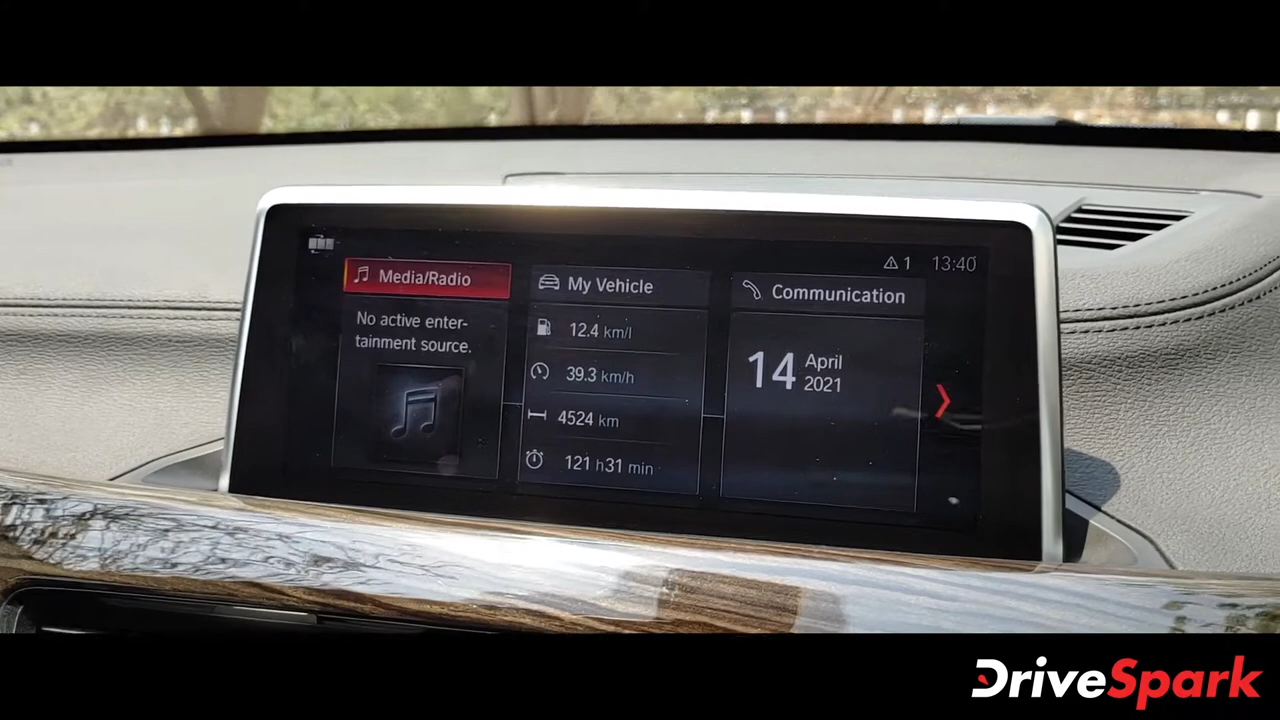 1 13:40
Media/Radio
No active enter-
tainment source.
My Vehicle
12.4 km/l
39.3 km/h
4524 km
121 h31 min
Communication
14 April
2021
DriveSpark